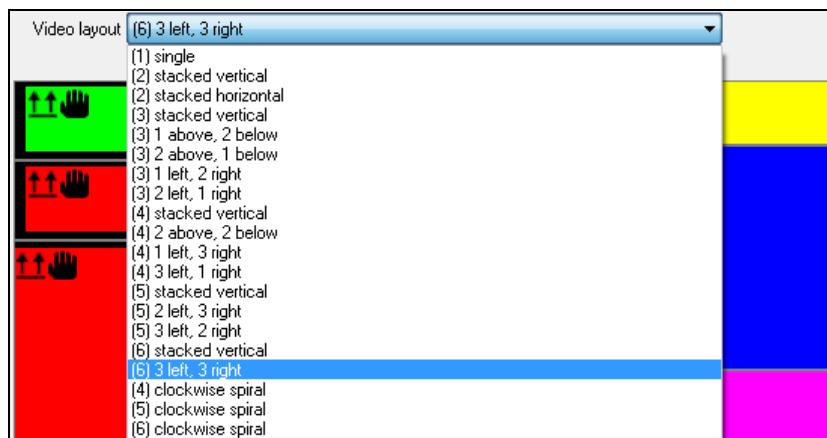 Video layout (6) 3 left, 3 right
(1) single
(2) stacked vertical
(2) stacked horizontal
(3) stacked vertical
(3) 1 above, 2 below
(3) 2 above, 1 below
(3) 1 left, 2 right
(3) 2 left, 1 right
(4) stacked vertical
(4) 2 above, 2 below
(4) 1 left, 3 right
(4) 3 left, 1 right
(5) stacked vertical
(5) 2 left, 3 right
(5) 3 left, 2 right
(6) stacked vertical
(6) 3 left, 3 right
(4) clockwise spiral
(5) clockwise spiral
(6) clockwise spiral